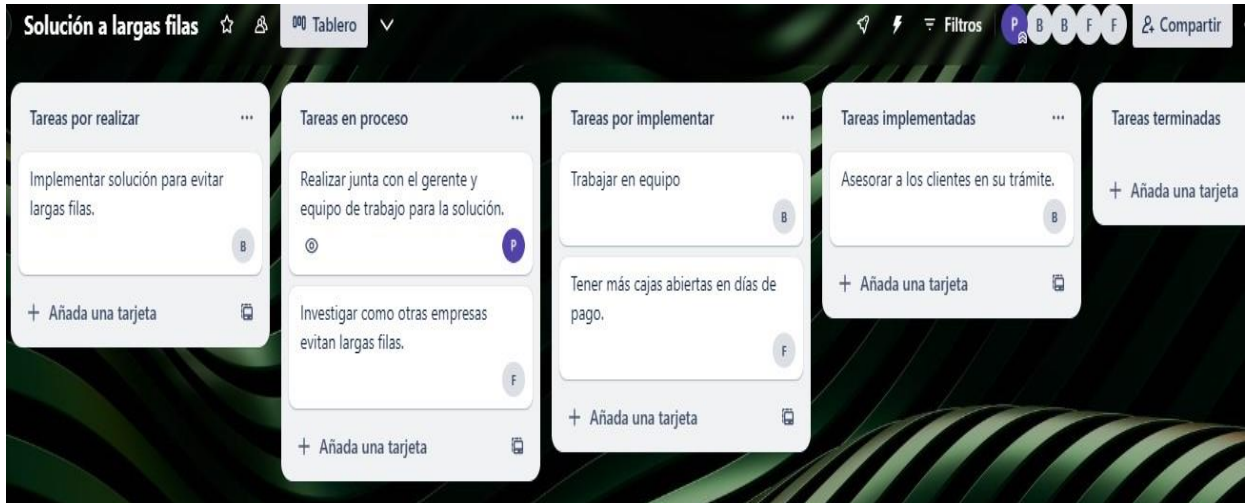 Solución a largas filas
Tablero
Filtros
P B B F F
Compartir
Tareas por realizar
Implementar solución para evitar
largas filas.
B
+ Añada una tarjeta
Tareas en proceso
Realizar junta con el gerente y
equipo de trabajo para la solución.
P
Investigar como otras empresas
evitan largas filas.
F
+ Añada una tarjeta
Tareas por implementar
Trabajar en equipo
B
Tener más cajas abiertas en días de
pago.
F
+ Añada una tarjeta
Tareas implementadas
Asesorar a los clientes en su trámite.
B
+ Añada una tarjeta
Tareas terminadas
+ Añada una tarjeta